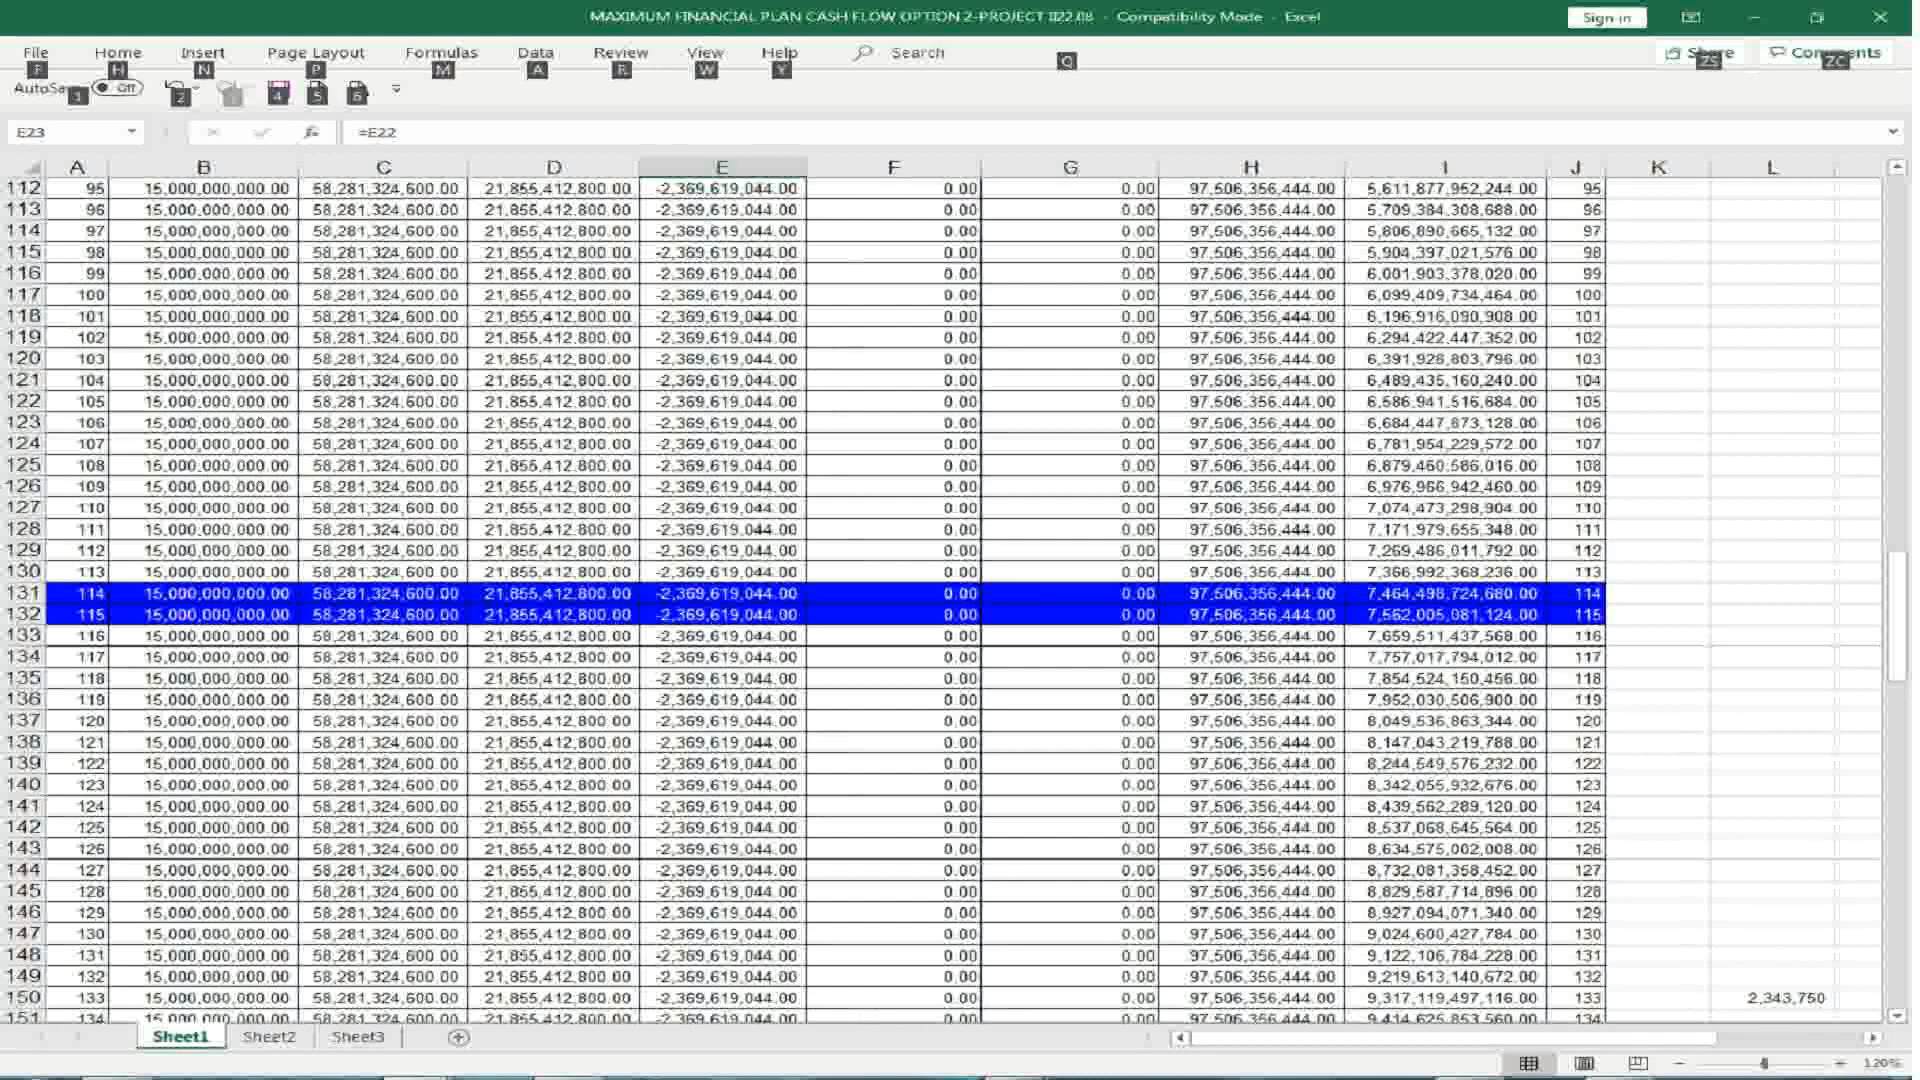 MAXIMUM FINANCIAL PLAN CASH FLOW OPTION 2-PROJECT II22.08 - Compatibility Mode - Excel
Sign in
File Home Insert Page Layout Formulas Data Review View Help Search Share Comments
F H N P M A R W Y Q ZS ZC
AutoSave Off
1 2 4 5 6
E23 fx =E22
A B C D E F G H I J K L
112 95 15,000,000,000.00 58,281,324,600.00 21,855,412,800.00 -2,369,619,044.00 0.00 0.00 97,506,356,444.00 5,611,877,952,244.00 95
113 96 15,000,000,000.00 58,281,324,600.00 21,855,412,800.00 -2,369,619,044.00 0.00 0.00 97,506,356,444.00 5,709,384,308,688.00 96
114 97 15,000,000,000.00 58,281,324,600.00 21,855,412,800.00 -2,369,619,044.00 0.00 0.00 97,506,356,444.00 5,806,890,665,132.00 97
115 98 15,000,000,000.00 58,281,324,600.00 21,855,412,800.00 -2,369,619,044.00 0.00 0.00 97,506,356,444.00 5,904,397,021,576.00 98
116 99 15,000,000,000.00 58,281,324,600.00 21,855,412,800.00 -2,369,619,044.00 0.00 0.00 97,506,356,444.00 6,001,903,378,020.00 99
117 100 15,000,000,000.00 58,281,324,600.00 21,855,412,800.00 -2,369,619,044.00 0.00 0.00 97,506,356,444.00 6,099,409,734,464.00 100
118 101 15,000,000,000.00 58,281,324,600.00 21,855,412,800.00 -2,369,619,044.00 0.00 0.00 97,506,356,444.00 6,196,916,090,908.00 101
119 102 15,000,000,000.00 58,281,324,600.00 21,855,412,800.00 -2,369,619,044.00 0.00 0.00 97,506,356,444.00 6,294,422,447,352.00 102
120 103 15,000,000,000.00 58,281,324,600.00 21,855,412,800.00 -2,369,619,044.00 0.00 0.00 97,506,356,444.00 6,391,928,803,796.00 103
121 104 15,000,000,000.00 58,281,324,600.00 21,855,412,800.00 -2,369,619,044.00 0.00 0.00 97,506,356,444.00 6,489,435,160,240.00 104
122 105 15,000,000,000.00 58,281,324,600.00 21,855,412,800.00 -2,369,619,044.00 0.00 0.00 97,506,356,444.00 6,586,941,516,684.00 105
123 106 15,000,000,000.00 58,281,324,600.00 21,855,412,800.00 -2,369,619,044.00 0.00 0.00 97,506,356,444.00 6,684,447,873,128.00 106
124 107 15,000,000,000.00 58,281,324,600.00 21,855,412,800.00 -2,369,619,044.00 0.00 0.00 97,506,356,444.00 6,781,954,229,572.00 107
125 108 15,000,000,000.00 58,281,324,600.00 21,855,412,800.00 -2,369,619,044.00 0.00 0.00 97,506,356,444.00 6,879,460,586,016.00 108
126 109 15,000,000,000.00 58,281,324,600.00 21,855,412,800.00 -2,369,619,044.00 0.00 0.00 97,506,356,444.00 6,976,966,942,460.00 109
127 110 15,000,000,000.00 58,281,324,600.00 21,855,412,800.00 -2,369,619,044.00 0.00 0.00 97,506,356,444.00 7,074,473,298,904.00 110
128 111 15,000,000,000.00 58,281,324,600.00 21,855,412,800.00 -2,369,619,044.00 0.00 0.00 97,506,356,444.00 7,171,979,655,348.00 111
129 112 15,000,000,000.00 58,281,324,600.00 21,855,412,800.00 -2,369,619,044.00 0.00 0.00 97,506,356,444.00 7,269,486,011,792.00 112
130 113 15,000,000,000.00 58,281,324,600.00 21,855,412,800.00 -2,369,619,044.00 0.00 0.00 97,506,356,444.00 7,366,992,368,236.00 113
131 114 15,000,000,000.00 58,281,324,600.00 21,855,412,800.00 -2,369,619,044.00 0.00 0.00 97,506,356,444.00 7,464,498,724,680.00 114
132 115 15,000,000,000.00 58,281,324,600.00 21,855,412,800.00 -2,369,619,044.00 0.00 0.00 97,506,356,444.00 7,562,005,081,124.00 115
133 116 15,000,000,000.00 58,281,324,600.00 21,855,412,800.00 -2,369,619,044.00 0.00 0.00 97,506,356,444.00 7,659,511,437,568.00 116
134 117 15,000,000,000.00 58,281,324,600.00 21,855,412,800.00 -2,369,619,044.00 0.00 0.00 97,506,356,444.00 7,757,017,794,012.00 117
135 118 15,000,000,000.00 58,281,324,600.00 21,855,412,800.00 -2,369,619,044.00 0.00 0.00 97,506,356,444.00 7,854,524,150,456.00 118
136 119 15,000,000,000.00 58,281,324,600.00 21,855,412,800.00 -2,369,619,044.00 0.00 0.00 97,506,356,444.00 7,952,030,506,900.00 119
137 120 15,000,000,000.00 58,281,324,600.00 21,855,412,800.00 -2,369,619,044.00 0.00 0.00 97,506,356,444.00 8,049,536,863,344.00 120
138 121 15,000,000,000.00 58,281,324,600.00 21,855,412,800.00 -2,369,619,044.00 0.00 0.00 97,506,356,444.00 8,147,043,219,788.00 121
139 122 15,000,000,000.00 58,281,324,600.00 21,855,412,800.00 -2,369,619,044.00 0.00 0.00 97,506,356,444.00 8,244,549,576,232.00 122
140 123 15,000,000,000.00 58,281,324,600.00 21,855,412,800.00 -2,369,619,044.00 0.00 0.00 97,506,356,444.00 8,342,055,932,676.00 123
141 124 15,000,000,000.00 58,281,324,600.00 21,855,412,800.00 -2,369,619,044.00 0.00 0.00 97,506,356,444.00 8,439,562,289,120.00 124
142 125 15,000,000,000.00 58,281,324,600.00 21,855,412,800.00 -2,369,619,044.00 0.00 0.00 97,506,356,444.00 8,537,068,645,564.00 125
143 126 15,000,000,000.00 58,281,324,600.00 21,855,412,800.00 -2,369,619,044.00 0.00 0.00 97,506,356,444.00 8,634,575,002,008.00 126
144 127 15,000,000,000.00 58,281,324,600.00 21,855,412,800.00 -2,369,619,044.00 0.00 0.00 97,506,356,444.00 8,732,081,358,452.00 127
145 128 15,000,000,000.00 58,281,324,600.00 21,855,412,800.00 -2,369,619,044.00 0.00 0.00 97,506,356,444.00 8,829,587,714,896.00 128
146 129 15,000,000,000.00 58,281,324,600.00 21,855,412,800.00 -2,369,619,044.00 0.00 0.00 97,506,356,444.00 8,927,094,071,340.00 129
147 130 15,000,000,000.00 58,281,324,600.00 21,855,412,800.00 -2,369,619,044.00 0.00 0.00 97,506,356,444.00 9,024,600,427,784.00 130
148 131 15,000,000,000.00 58,281,324,600.00 21,855,412,800.00 -2,369,619,044.00 0.00 0.00 97,506,356,444.00 9,122,106,784,228.00 131
149 132 15,000,000,000.00 58,281,324,600.00 21,855,412,800.00 -2,369,619,044.00 0.00 0.00 97,506,356,444.00 9,219,613,140,672.00 132
150 133 15,000,000,000.00 58,281,324,600.00 21,855,412,800.00 -2,369,619,044.00 0.00 0.00 97,506,356,444.00 9,317,119,497,116.00 133 2,343,750
151 134 15,000,000,000.00 58,281,324,600.00 21,855,412,800.00 -2,369,619,044.00 0.00 0.00 97,506,356,444.00 9,414,625,853,560.00 134
Sheet1 Sheet2 Sheet3
120%